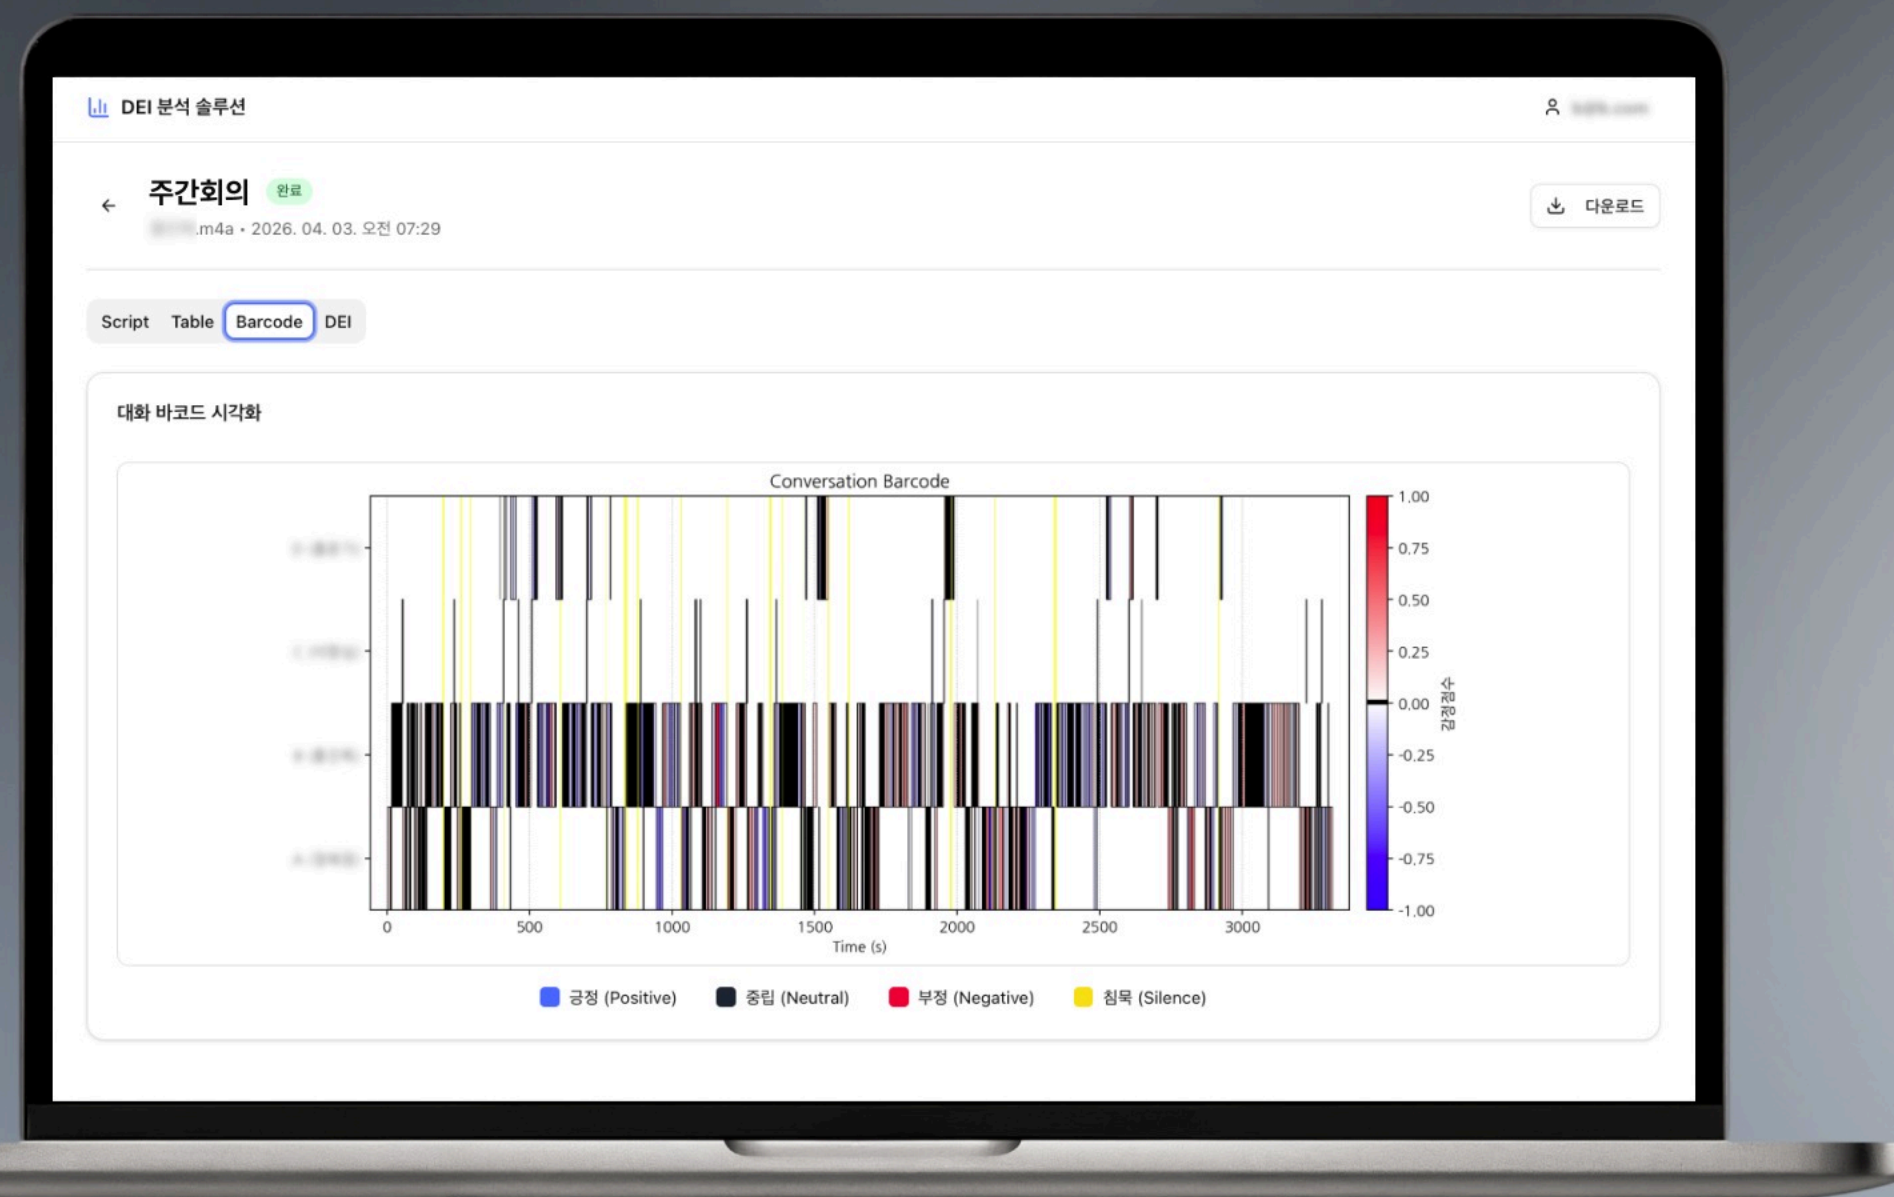 DEI 분석 솔루션
주간회의 완료
.m4a • 2026. 04. 03. 오전 07:29
다운로드
Script Table Barcode DEI
대화 바코드 시각화
Conversation Barcode
1.00
0.75
0.50
0.25
0.00
-0.25
-0.50
-0.75
-1.00
감정점수
0 500 1000 1500 2000 2500 3000
Time (s)
긍정 (Positive) 중립 (Neutral) 부정 (Negative) 침묵 (Silence)